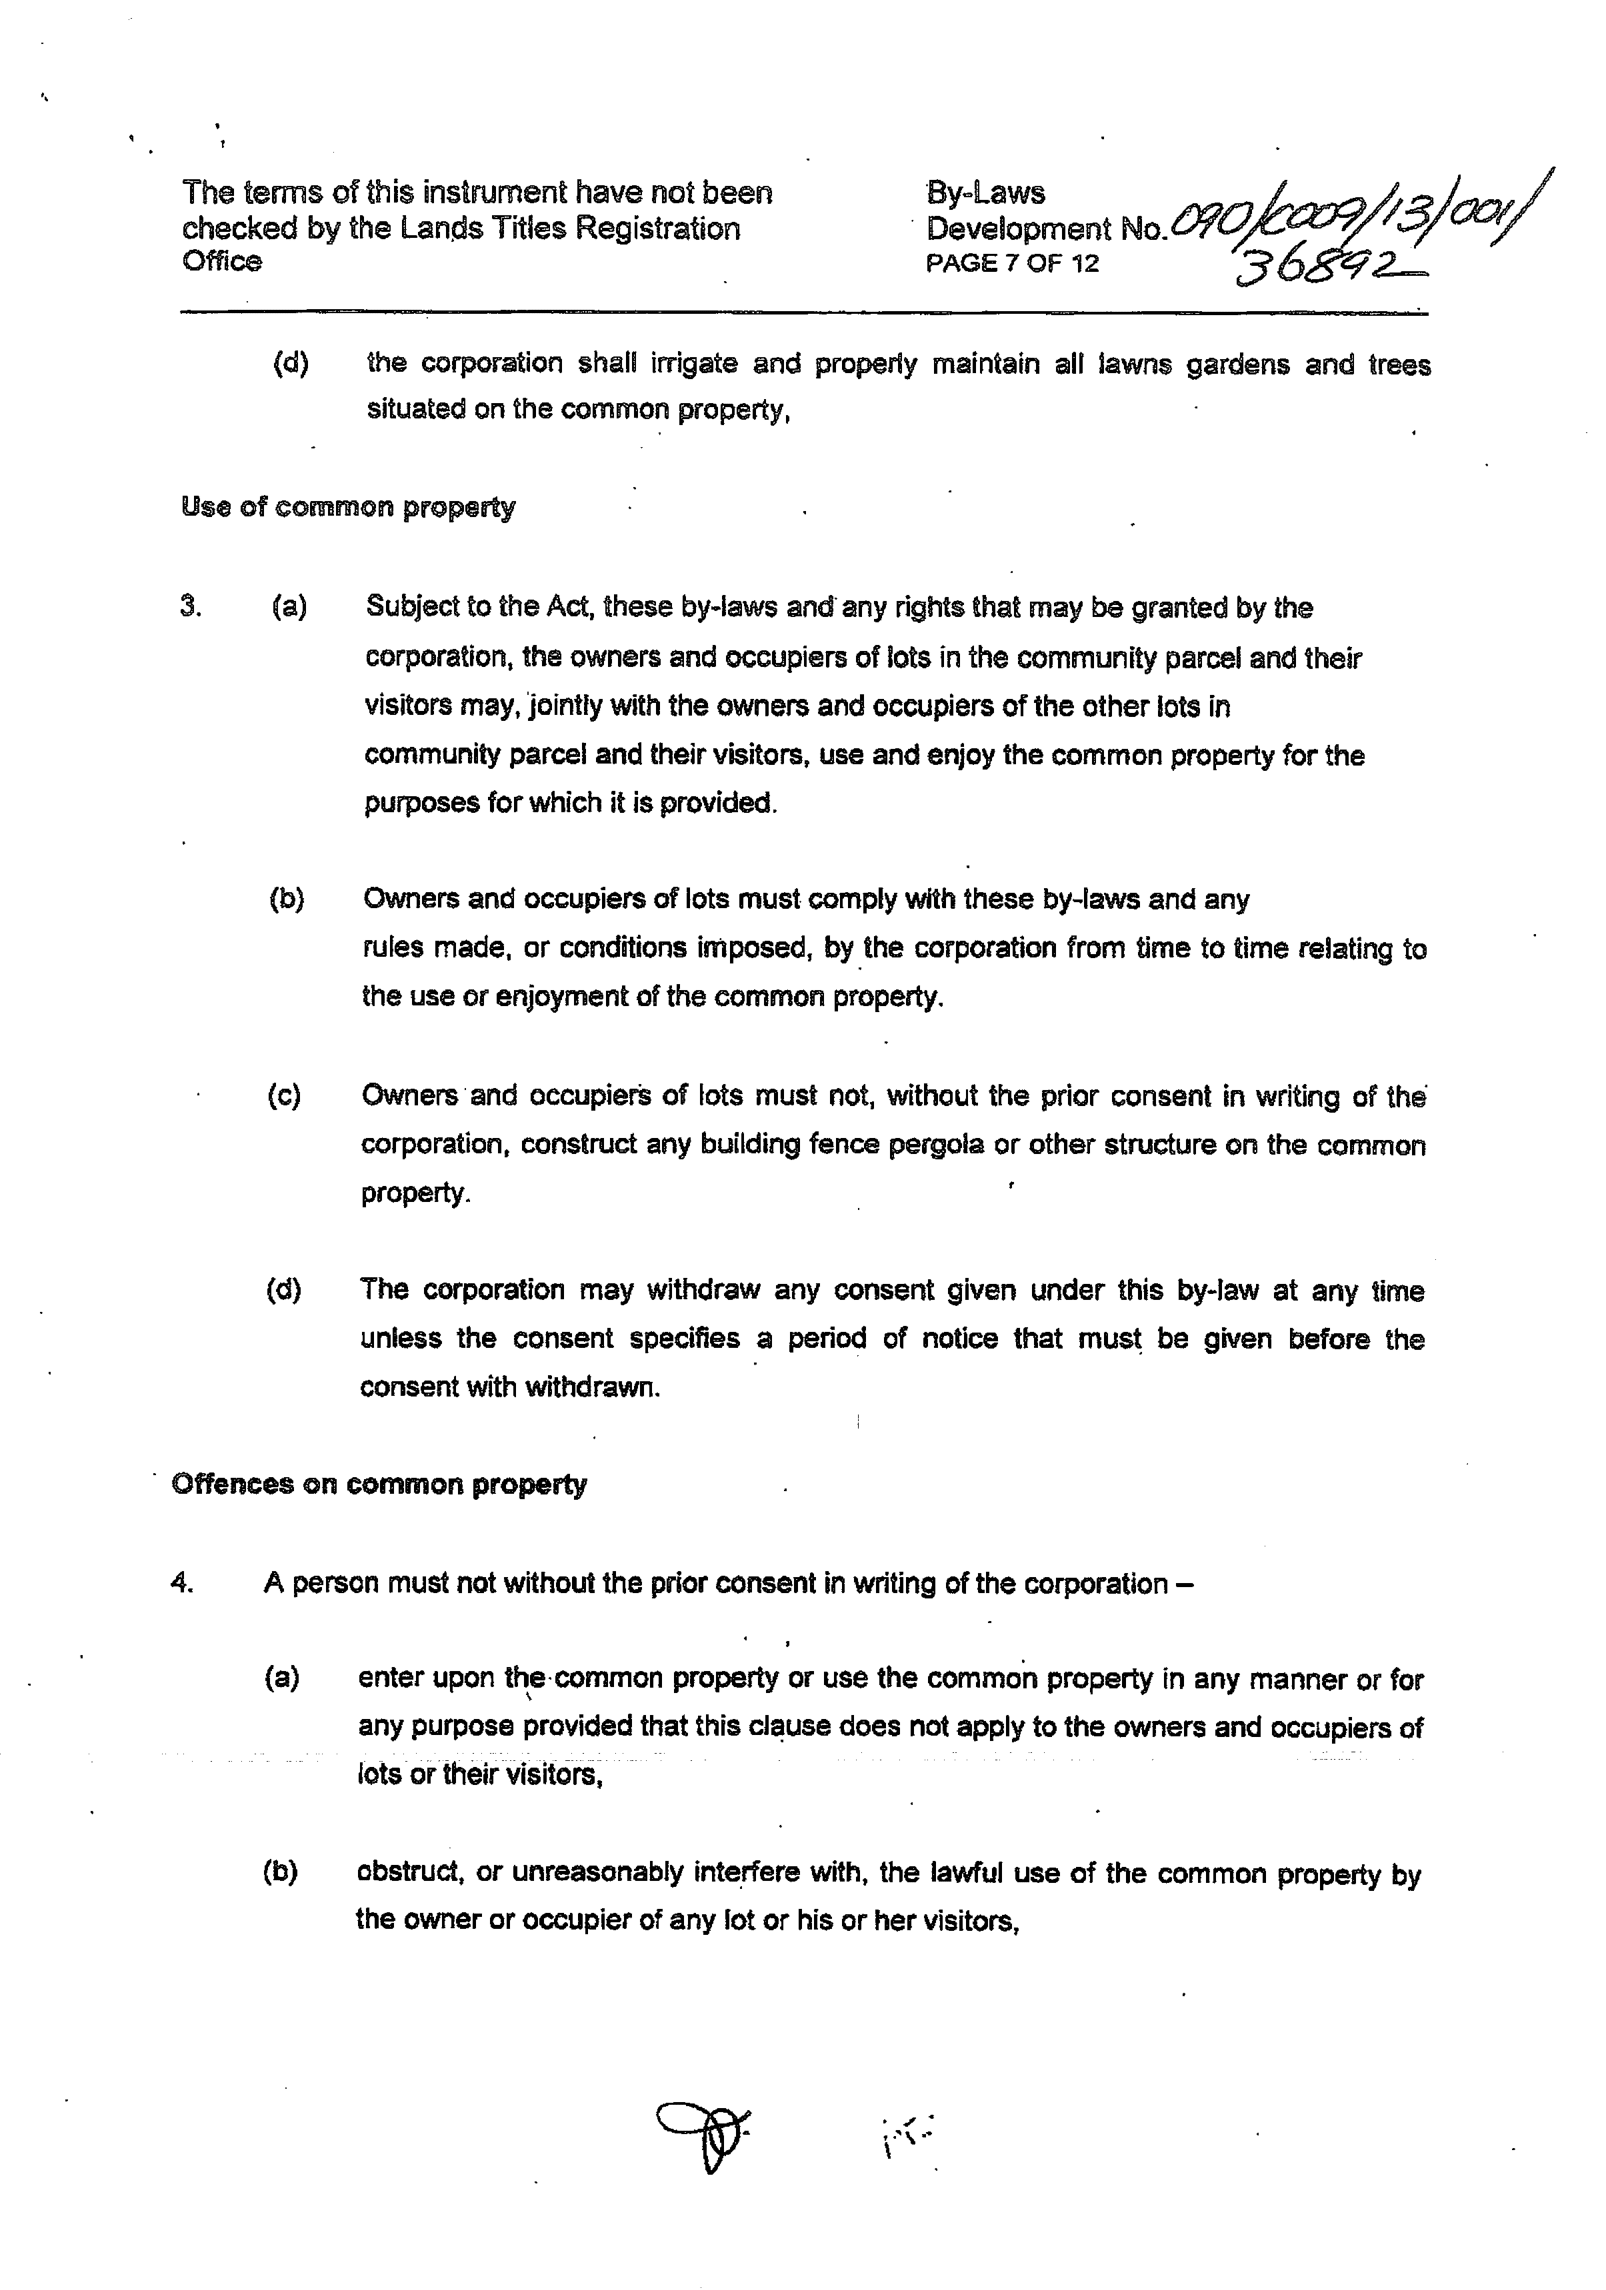 The terms of this instrument have not been
checked by the Lands Titles Registration
Office
By-Laws
Development No. 090/C009/13/001/
36892
PAGE 7 OF 12
(d) the corporation shall irrigate and properly maintain all lawns gardens and trees
situated on the common property,
Use of common property
3. (a) Subject to the Act, these by-laws and any rights that may be granted by the
corporation, the owners and occupiers of lots in the community parcel and their
visitors may, jointly with the owners and occupiers of the other lots in
community parcel and their visitors, use and enjoy the common property for the
purposes for which it is provided.
(b) Owners and occupiers of lots must comply with these by-laws and any
rules made, or conditions imposed, by the corporation from time to time relating to
the use or enjoyment of the common property.
(c) Owners and occupiers of lots must not, without the prior consent in writing of the
corporation, construct any building fence pergola or other structure on the common
property.
(d) The corporation may withdraw any consent given under this by-law at any time
unless the consent specifies a period of notice that must be given before the
consent with withdrawn.
Offences on common property
4. A person must not without the prior consent in writing of the corporation –
(a) enter upon the common property or use the common property in any manner or for
any purpose provided that this clause does not apply to the owners and occupiers of
lots or their visitors,
(b) obstruct, or unreasonably interfere with, the lawful use of the common property by
the owner or occupier of any lot or his or her visitors,